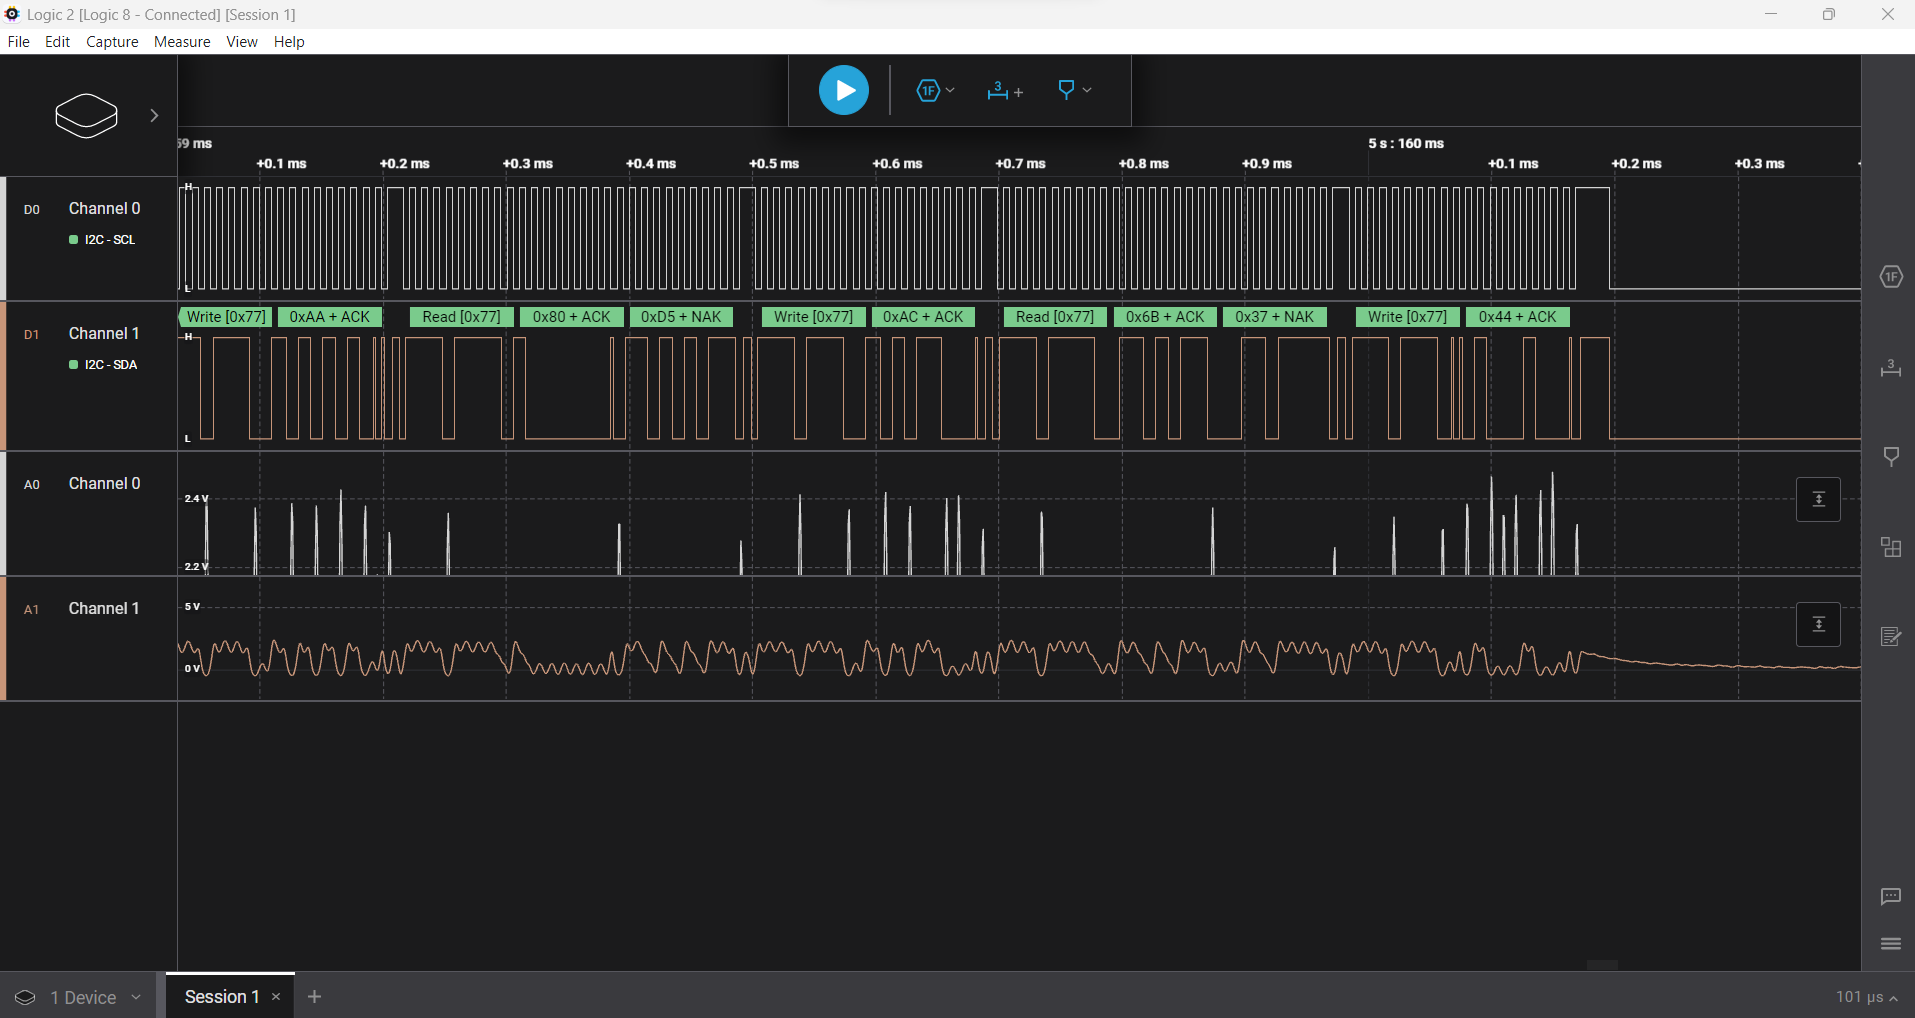 Logic 2 [Logic 8 - Connected] [Session 1]
File Edit Capture Measure View Help
1F 3 +
59 ms 5 s : 160 ms
+0.1 ms +0.2 ms +0.3 ms +0.4 ms +0.5 ms +0.6 ms +0.7 ms +0.8 ms +0.9 ms +0.1 ms +0.2 ms +0.3 ms
H
D0 Channel 0
I2C - SCL
1F
L
Write [0x77] 0xAA + ACK Read [0x77] 0x80 + ACK 0xD5 + NAK Write [0x77] 0xAC + ACK Read [0x77] 0x6B + ACK 0x37 + NAK Write [0x77] 0x44 + ACK
D1 Channel 1
H
I2C - SDA
3
L
A0 Channel 0
2.4 V
2.2 V
A1 Channel 1
5 V
0 V
1 Device Session 1 × +
101 µs